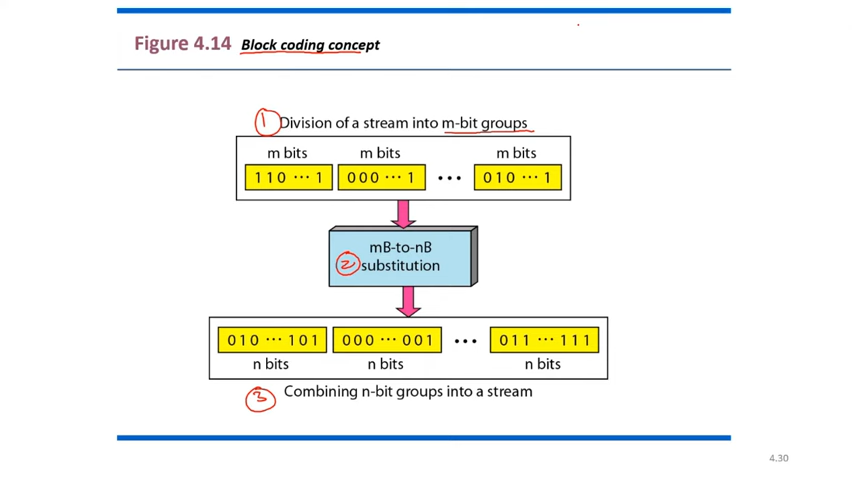 Figure 4.14 Block coding concept
1 Division of a stream into m-bit groups
m bits m bits m bits
1 1 0 ··· 1 0 0 0 ··· 1 ••• 0 1 0 ··· 1
mB-to-nB
2 substitution
0 1 0 ··· 1 0 1 0 0 0 ··· 0 0 1 ••• 0 1 1 ··· 1 1 1
n bits n bits n bits
3 Combining n-bit groups into a stream
4.30